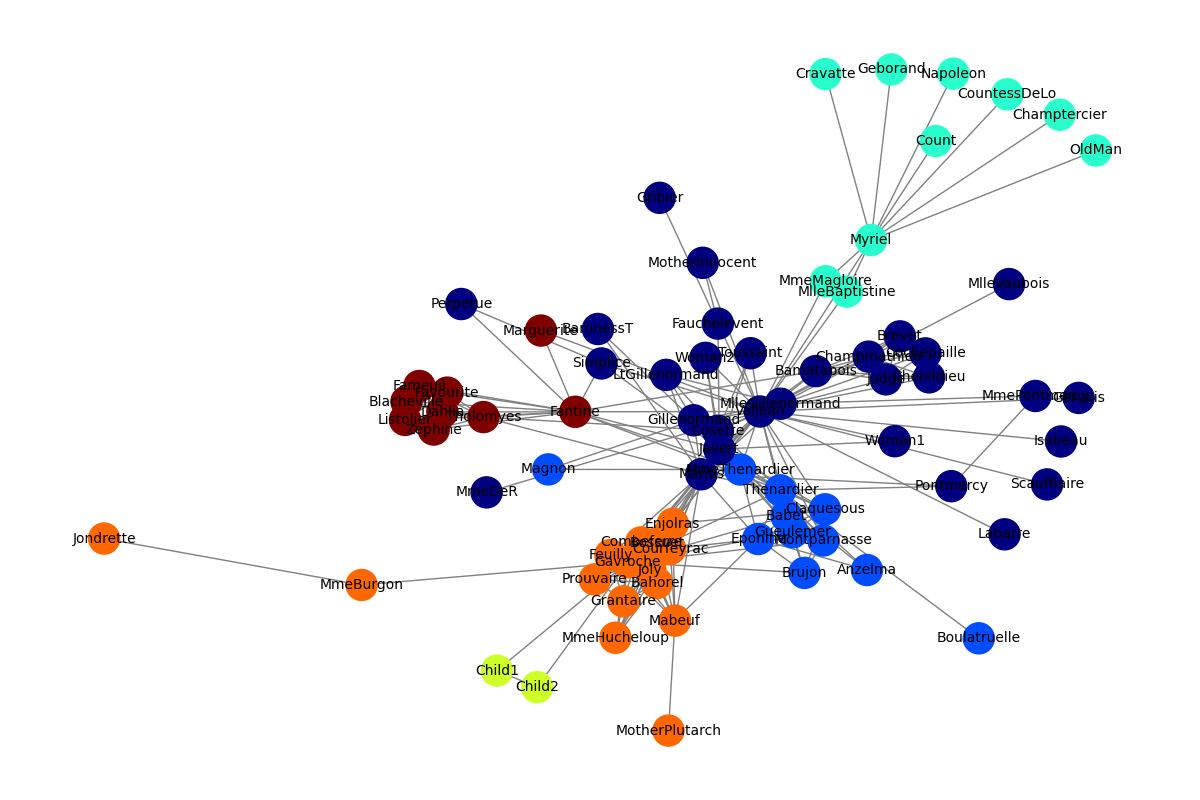 Cravatte
Geborand
Napoleon
CountessDeLo
Champtercier
Count
OldMan
Gribier
Myriel
MotherInnocent
MmeMagloire
MlleBaptistine
MlleVaubois
Perpetue
Marguerite
BaronessT
Fauchelevent
Brevet
Simplice
Woman2
Toussaint
Champmathieu
Cochepaille
LtGillenormand
Bamatabois
Judge
Chenildieu
Fameuil
Favourite
Blacheville
Dahlia
Listolier
Zephine
Tholomyes
Fantine
Gillenormand
MlleGillenormand
Valjean
MmePontmercy
Gervais
Cosette
Javert
Woman1
Isabeau
Magnon
Marius
MmeThenardier
MmeDeR
Thenardier
Pontmercy
Scaufflaire
Claquesous
Babet
Enjolras
Gueulemer
Labarre
Jondrette
Combeferre
Bossuet
Courfeyrac
Eponine
Montparnasse
Feuilly
Gavroche
Joly
Brujon
Anzelma
MmeBurgon
Prouvaire
Bahorel
Grantaire
Mabeuf
MmeHucheloup
Boulatruelle
Child1
Child2
MotherPlutarch